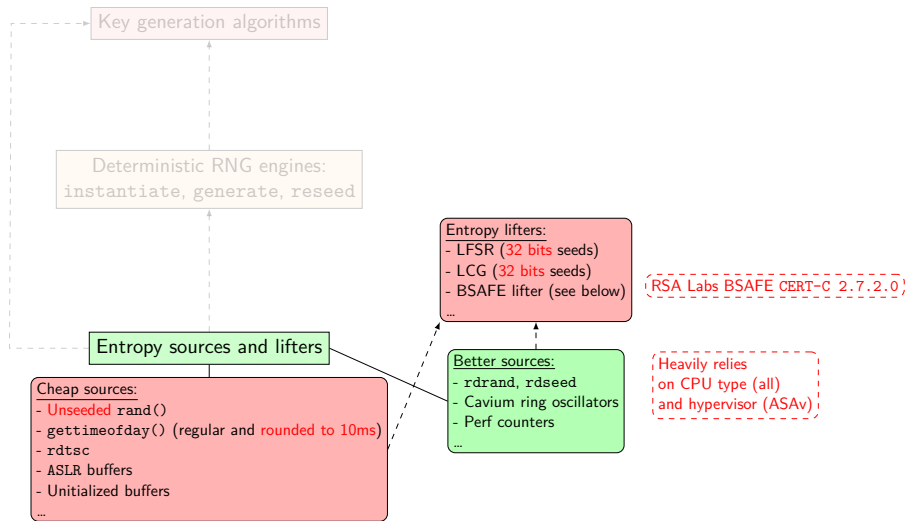 Key generation algorithms
Deterministic RNG engines:
instantiate, generate, reseed
Entropy lifters:
- LFSR (32 bits seeds)
- LCG (32 bits seeds)
- BSAFE lifter (see below)
...
RSA Labs BSAFE CERT-C 2.7.2.0
Entropy sources and lifters
Cheap sources:
- Unseeded rand()
- gettimeofday() (regular and rounded to 10ms)
- rdtsc
- ASLR buffers
- Unitialized buffers
...
Better sources:
- rdrand, rdseed
- Cavium ring oscillators
- Perf counters
...
Heavily relies
on CPU type (all)
and hypervisor (ASAv)